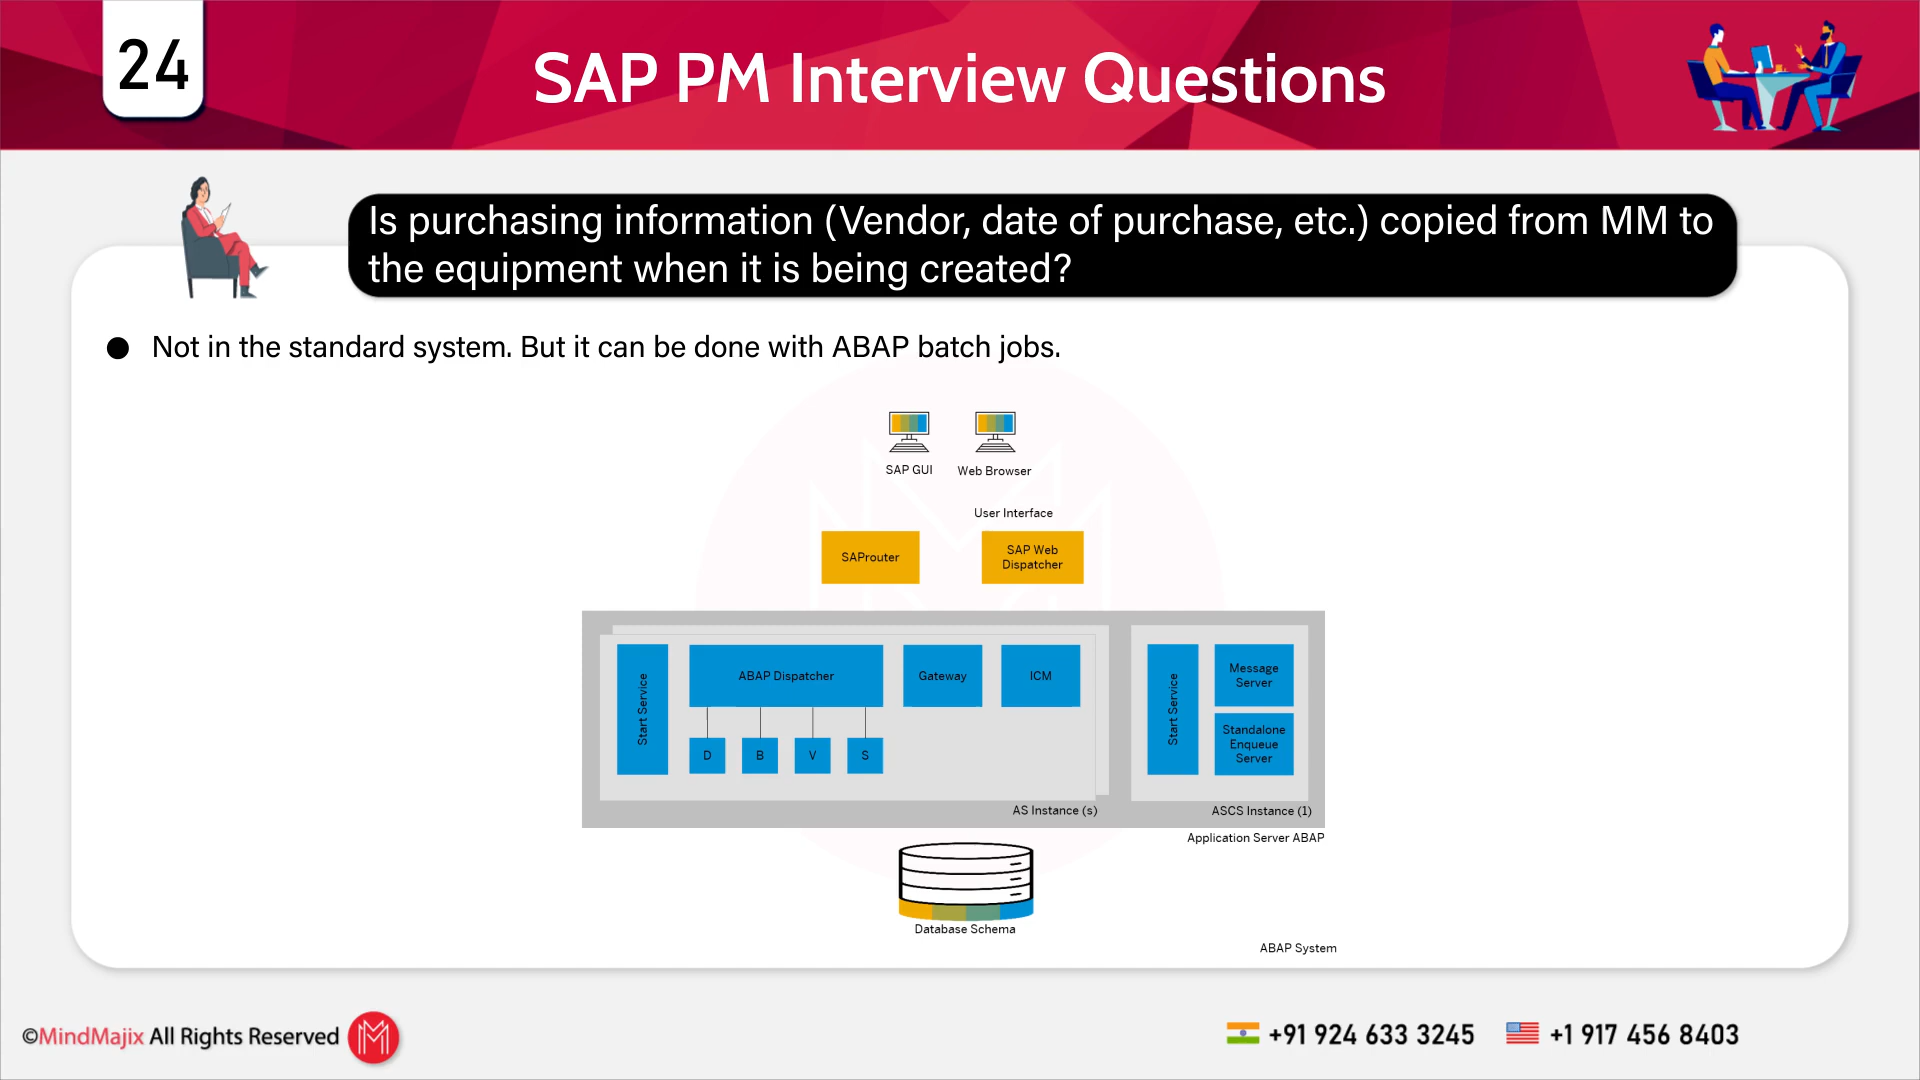 24
SAP PM Interview Questions
Is purchasing information (Vendor, date of purchase, etc.) copied from MM to
the equipment when it is being created?
● Not in the standard system. But it can be done with ABAP batch jobs.
SAP GUI
Web Browser
User Interface
SAProuter
SAP Web
Dispatcher
Start Service
ABAP Dispatcher
Gateway
ICM
D
B
V
S
AS Instance (s)
Start Service
Message
Server
Standalone
Enqueue
Server
ASCS Instance (1)
Application Server ABAP
Database Schema
ABAP System
©MindMajix All Rights Reserved
+91 924 633 3245
+1 917 456 8403